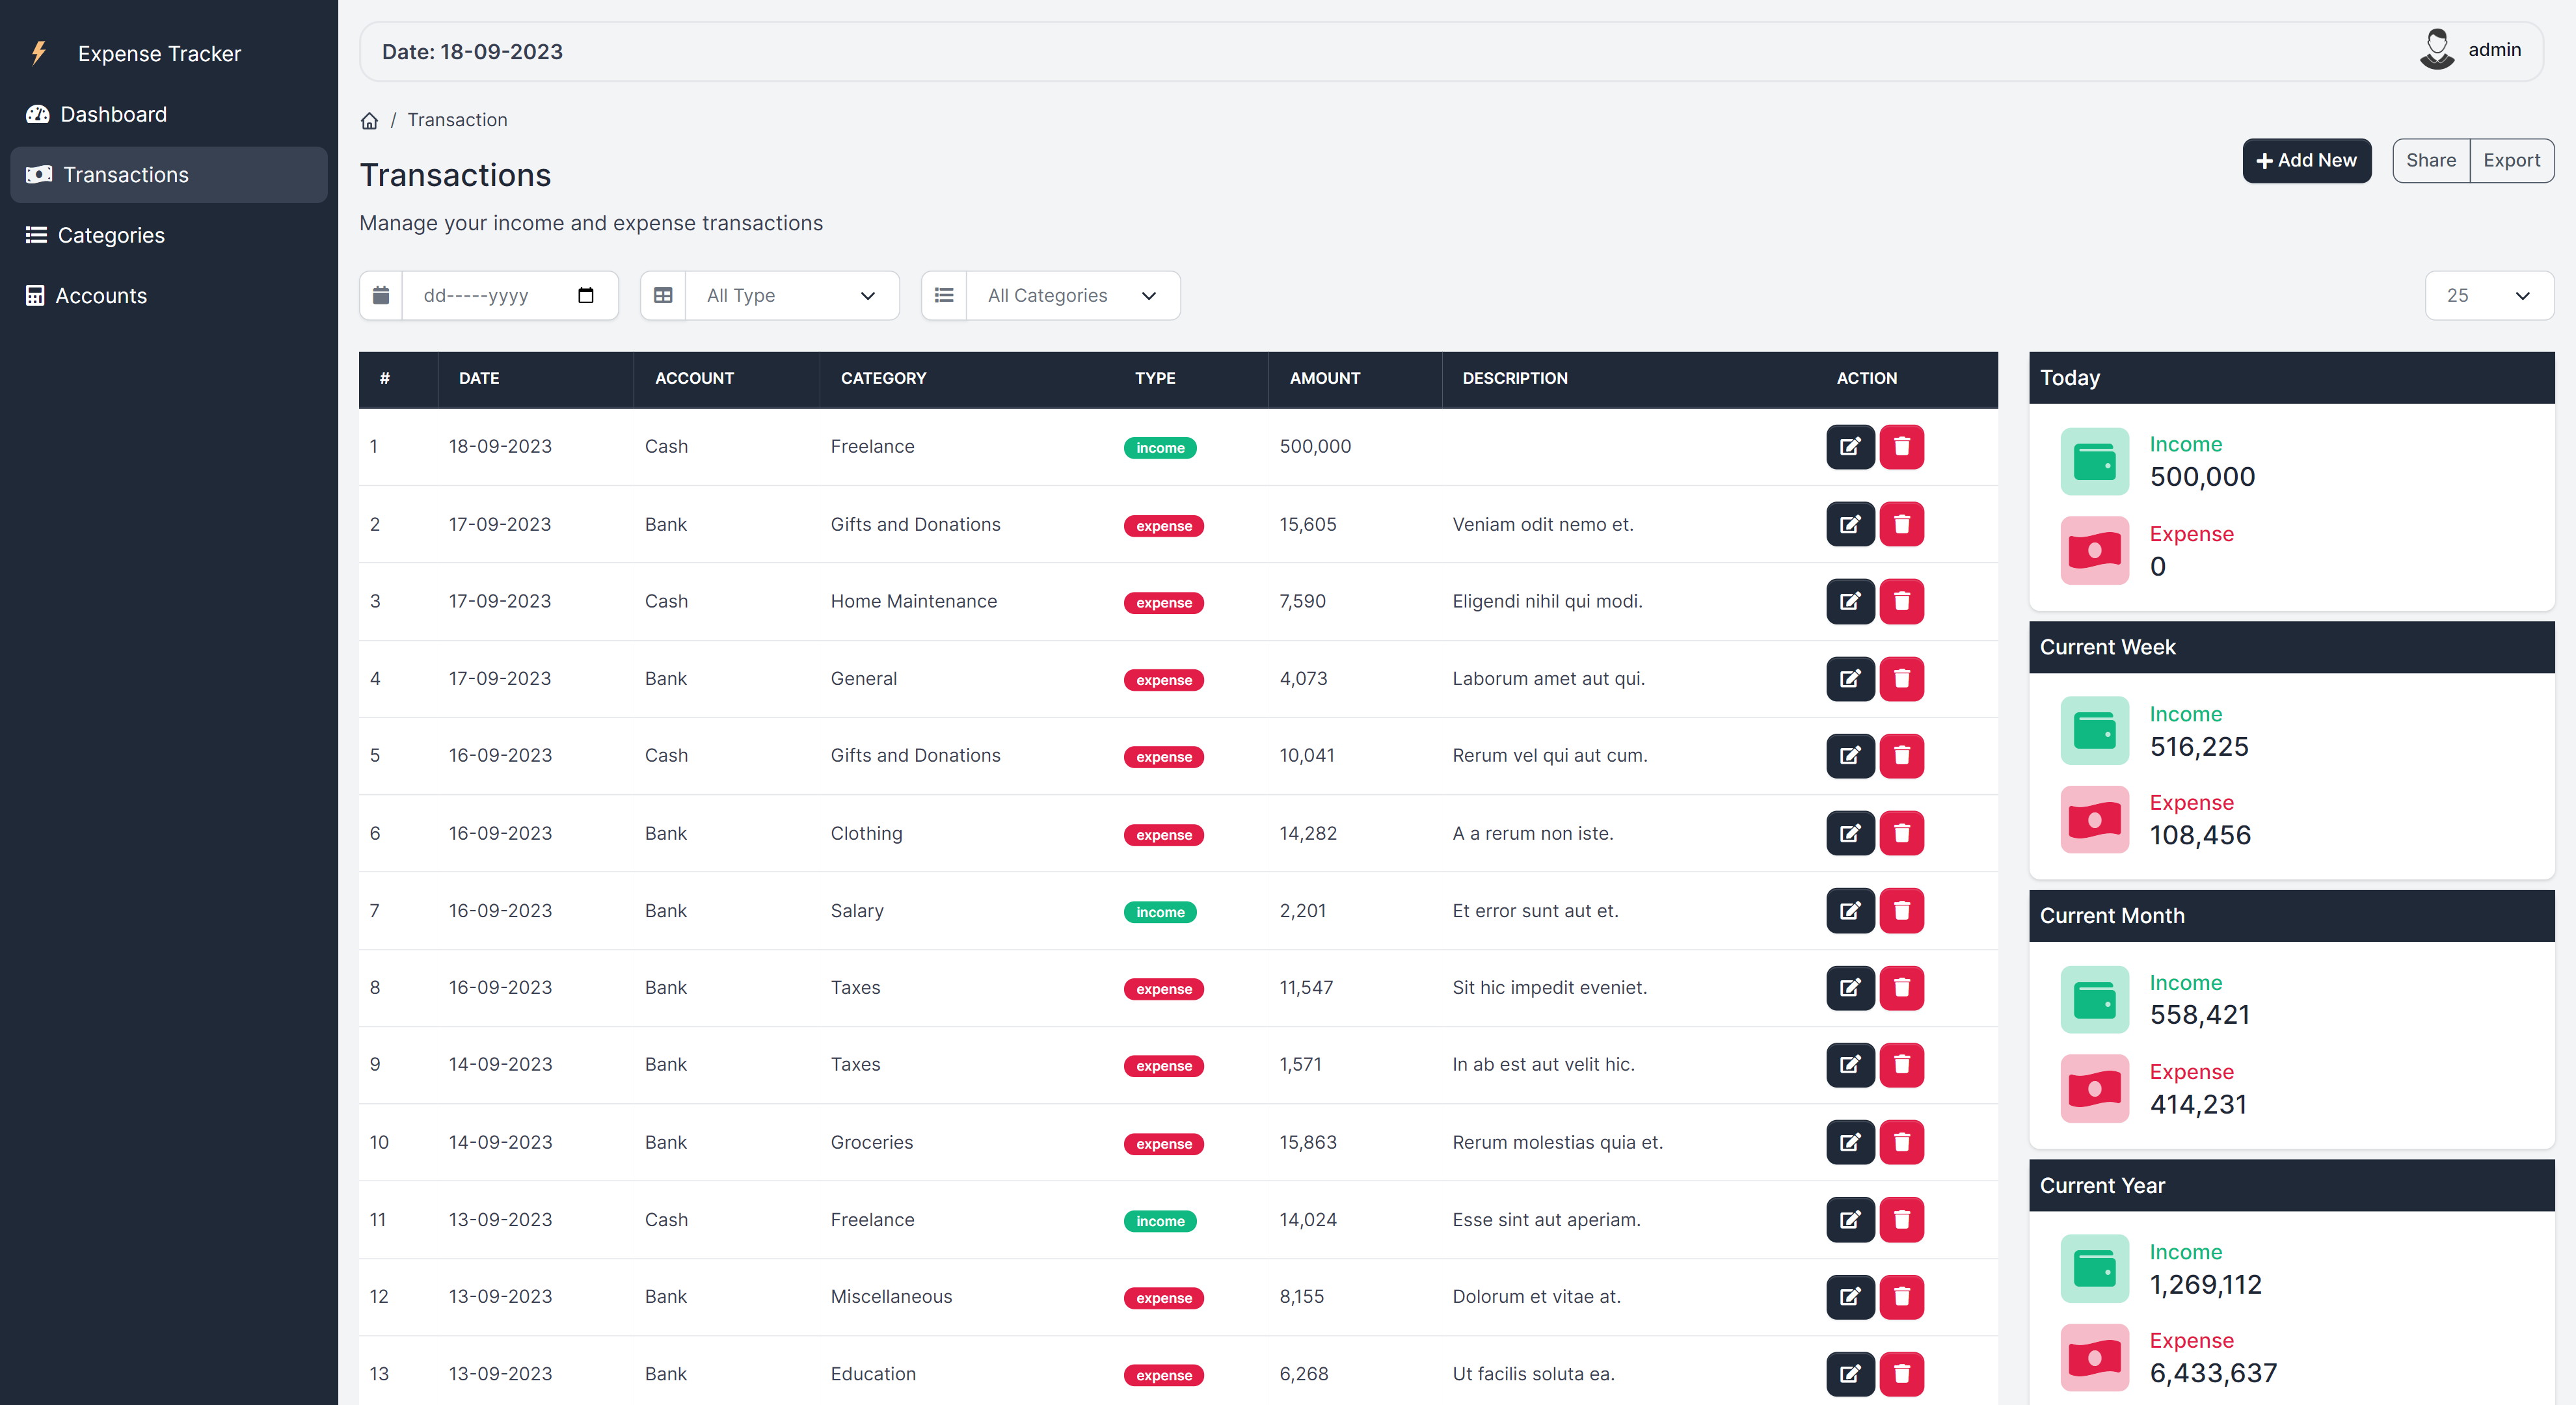 Expense Tracker
Dashboard
Transactions
Categories
Accounts
Date: 18-09-2023
admin
/ Transaction
Transactions
Manage your income and expense transactions
Add New
Share
Export
dd-----yyyy
All Type
All Categories
25
# DATE ACCOUNT CATEGORY TYPE AMOUNT DESCRIPTION ACTION
1 18-09-2023 Cash Freelance income 500,000
2 17-09-2023 Bank Gifts and Donations expense 15,605 Veniam odit nemo et.
3 17-09-2023 Cash Home Maintenance expense 7,590 Eligendi nihil qui modi.
4 17-09-2023 Bank General expense 4,073 Laborum amet aut qui.
5 16-09-2023 Cash Gifts and Donations expense 10,041 Rerum vel qui aut cum.
6 16-09-2023 Bank Clothing expense 14,282 A a rerum non iste.
7 16-09-2023 Bank Salary income 2,201 Et error sunt aut et.
8 16-09-2023 Bank Taxes expense 11,547 Sit hic impedit eveniet.
9 14-09-2023 Bank Taxes expense 1,571 In ab est aut velit hic.
10 14-09-2023 Bank Groceries expense 15,863 Rerum molestias quia et.
11 13-09-2023 Cash Freelance income 14,024 Esse sint aut aperiam.
12 13-09-2023 Bank Miscellaneous expense 8,155 Dolorum et vitae at.
13 13-09-2023 Bank Education expense 6,268 Ut facilis soluta ea.
Today
Income
500,000
Expense
0
Current Week
Income
516,225
Expense
108,456
Current Month
Income
558,421
Expense
414,231
Current Year
Income
1,269,112
Expense
6,433,637